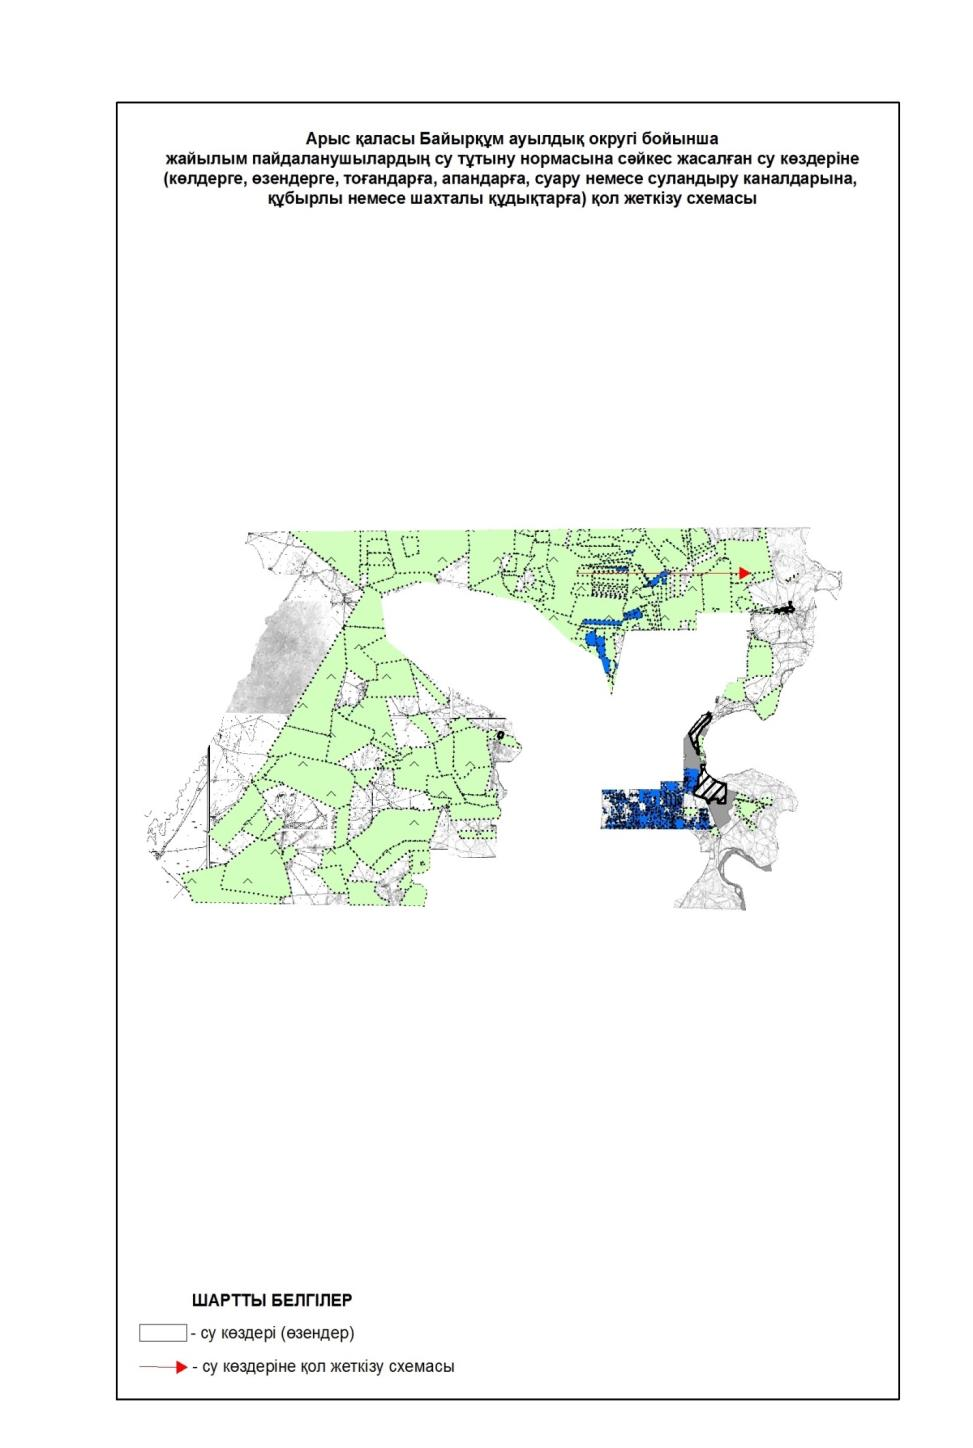 Арыс қаласы Байырқұм ауылдық округі бойынша
жайылым пайдаланушылардың су тұтыну нормасына сәйкес жасалған су көздеріне
(көлдерге, өзендерге, тоғандарға, апандарға, суару немесе суландыру каналдарына,
құбырлы немесе шахталы құдықтарға) қол жеткізу схемасы
ШАРТТЫ БЕЛГІЛЕР
- су көздері (өзендер)
- су көздеріне қол жеткізу схемасы